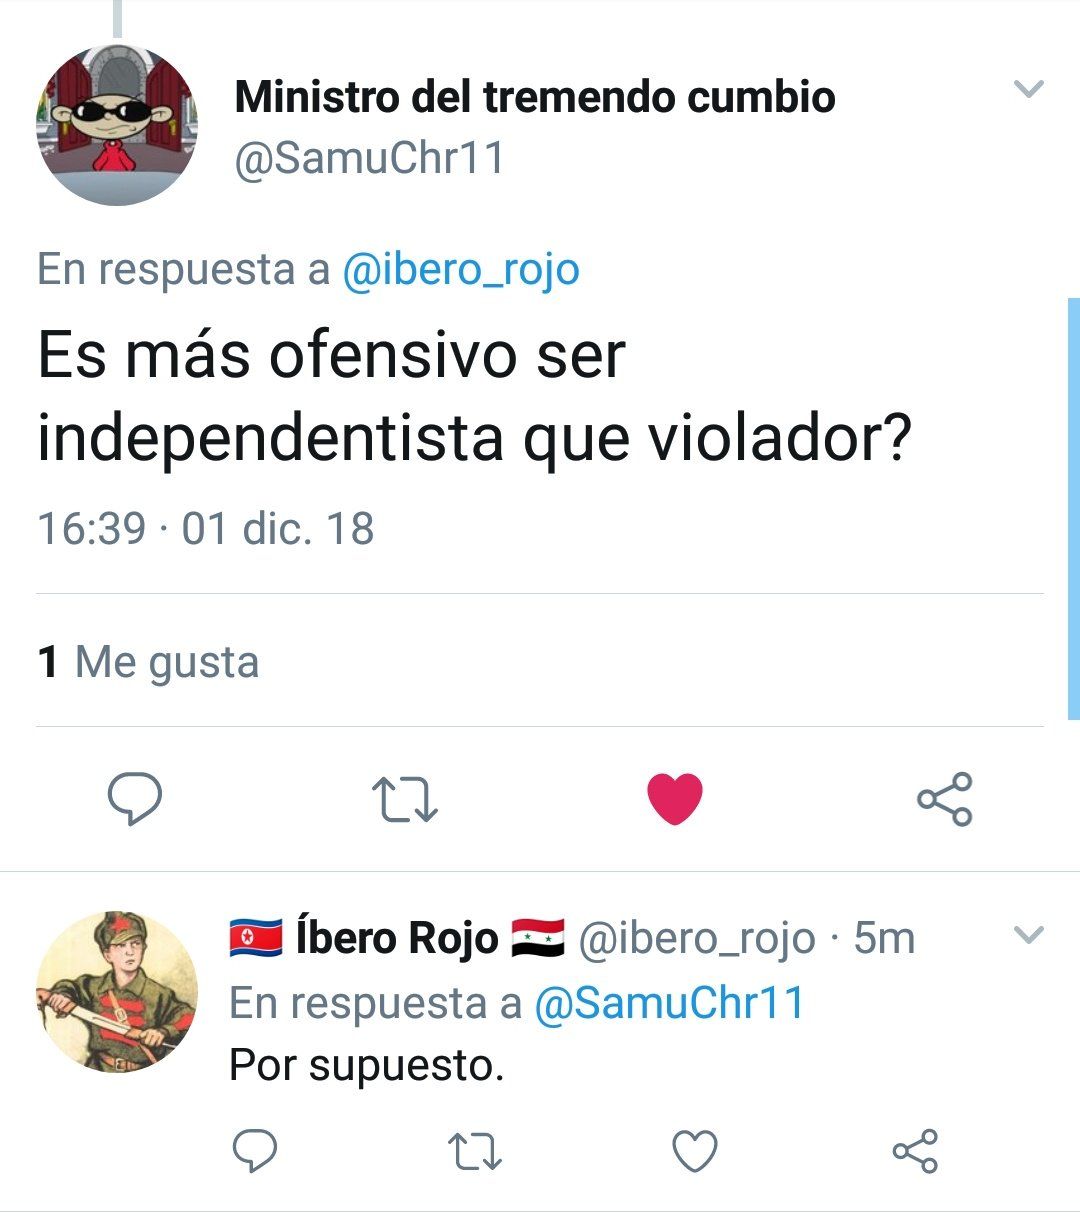 Ministro del tremendo cumbio
@SamuChr11
En respuesta a @ibero_rojo
Es más ofensivo ser
independentista que violador?
16:39 · 01 dic. 18
1 Me gusta
🇰🇵 Íbero Rojo 🇸🇾 @ibero_rojo · 5m
En respuesta a @SamuChr11
Por supuesto.